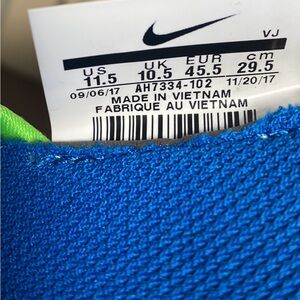 VJ
US UK EUR cm
11.5 10.5 45.5 29.5
09/06/17 AH7334-102 11/20/17
MADE IN VIETNAM
FABRIQUE AU VIETNAM